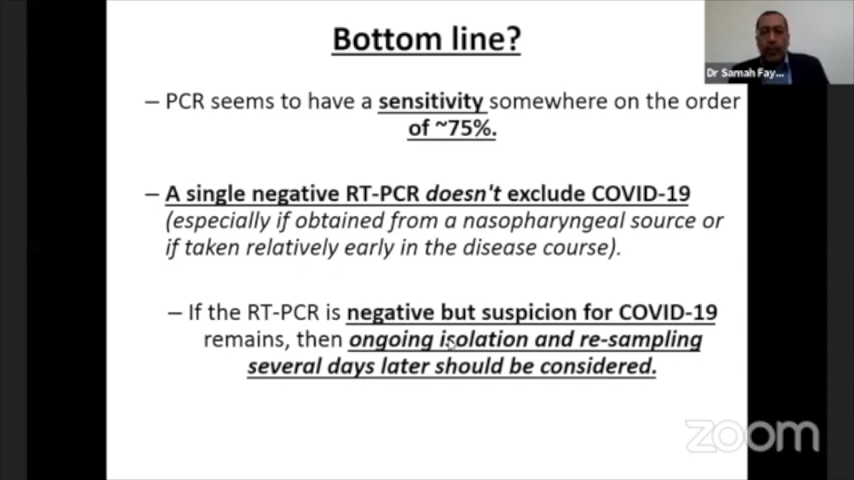 Bottom line?
Dr Samah Fay...
– PCR seems to have a sensitivity somewhere on the order
of ~75%.
– A single negative RT-PCR doesn't exclude COVID-19
(especially if obtained from a nasopharyngeal source or
if taken relatively early in the disease course).
– If the RT-PCR is negative but suspicion for COVID-19
remains, then ongoing isolation and re-sampling
several days later should be considered.
zoom